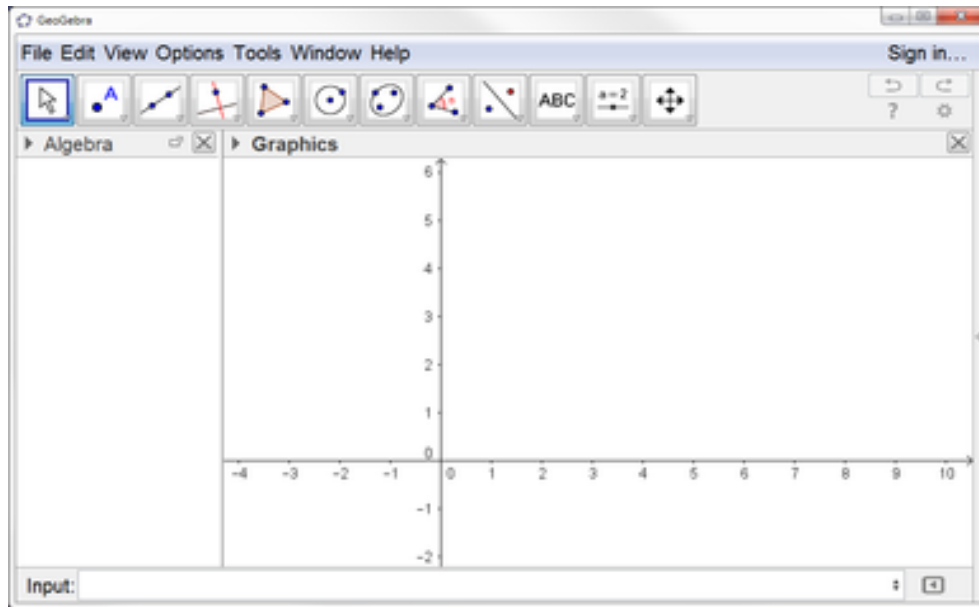 GeoGebra
File Edit View Options Tools Window Help Sign in...
A ABC a=2 ?
Algebra Graphics
6
5
4
3
2
1
0
-4 -3 -2 -1 0 1 2 3 4 5 6 7 8 9 10
-1
-2
Input: